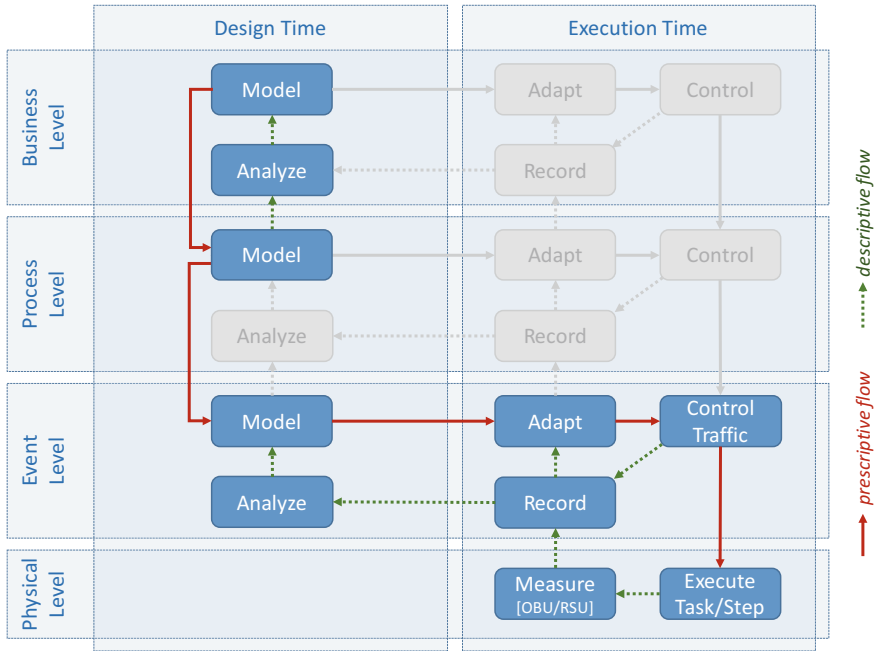 Design Time
Execution Time
Business
Level
Model
Adapt
Control
Analyze
Record
Process
Level
Model
Adapt
Control
Analyze
Record
Event
Level
Model
Adapt
Control
Traffic
Analyze
Record
Physical
Level
Measure
[OBU/RSU]
Execute
Task/Step
descriptive flow
prescriptive flow